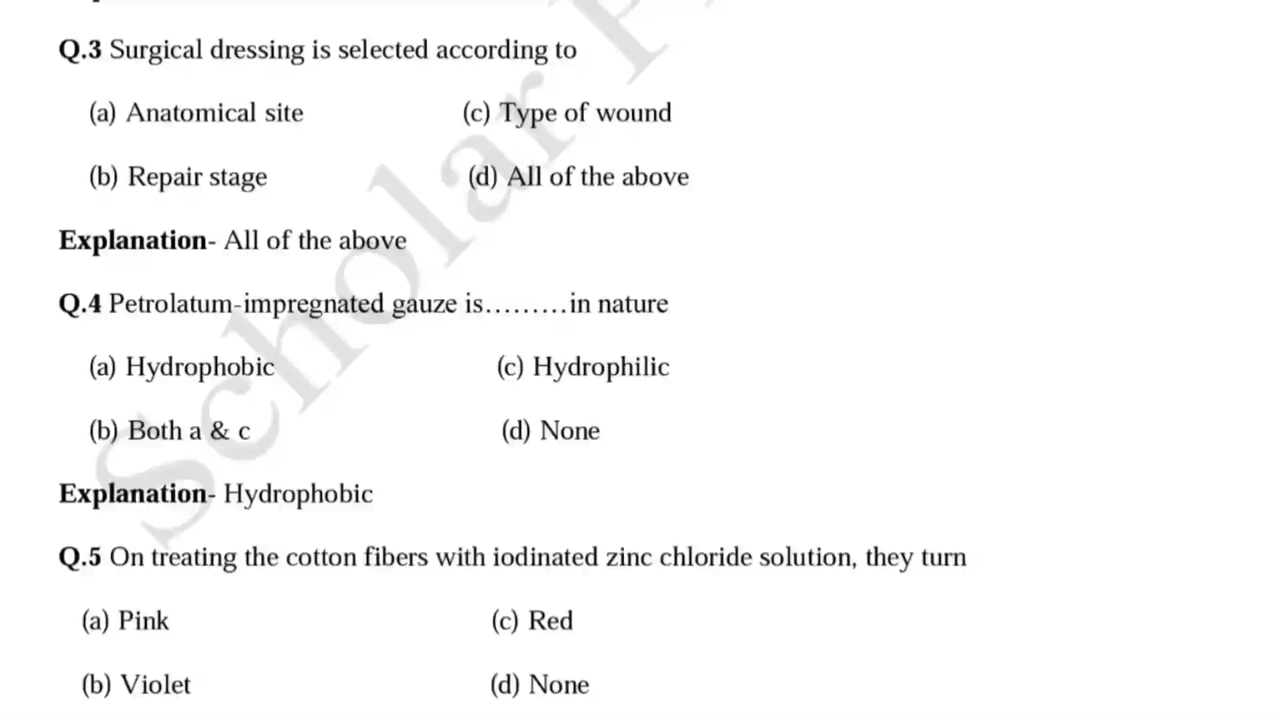 Q.3 Surgical dressing is selected according to
(a) Anatomical site (c) Type of wound
(b) Repair stage (d) All of the above
Explanation- All of the above
Q.4 Petrolatum-impregnated gauze is.........in nature
(a) Hydrophobic (c) Hydrophilic
(b) Both a & c (d) None
Explanation- Hydrophobic
Q.5 On treating the cotton fibers with iodinated zinc chloride solution, they turn
(a) Pink (c) Red
(b) Violet (d) None
Scholar